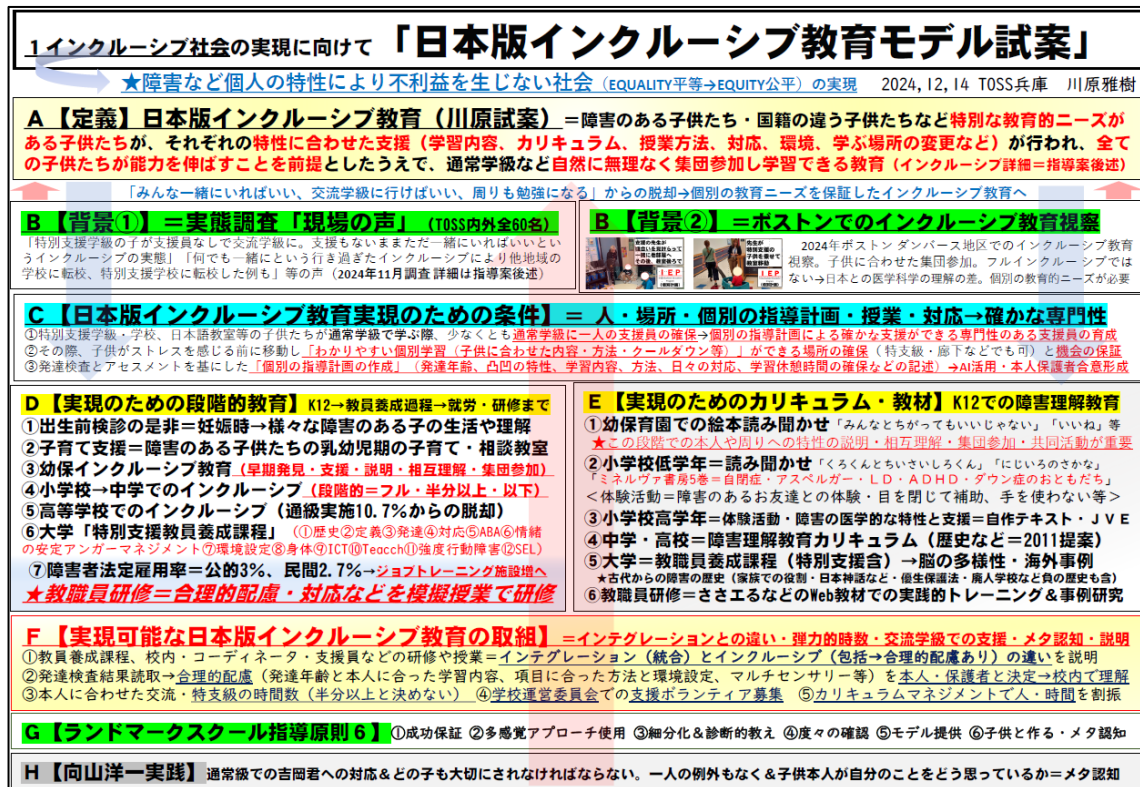 1インクルーシブ社会の実現に向けて「日本版インクルーシブ教育モデル試案」
★障害など個人の特性により不利益を生じない社会(EQUALITY平等→EQUITY公平)の実現 2024,12,14 TOSS兵庫 川原雅樹
A【定義】日本版インクルーシブ教育(川原試案)=障害のある子供たち・国籍の違う子供たちなど特別な教育的ニーズが
ある子供たちが、それぞれの特性に合わせた支援(学習内容、カリキュラム、授業方法、対応、環境、学ぶ場所の変更など)が行われ、全て
の子供たちが能力を伸ばすことを前提としたうえで、通常学級など自然に無理なく集団参加し学習できる教育(インクルーシブ詳細=指導案後述)
「みんな一緒にいればいい、交流学級に行けばいい、周りも勉強になる」からの脱却→個別の教育ニーズを保証したインクルーシブ教育へ
B【背景①】=実態調査「現場の声」(TOSS内外全60名)
「特別支援学級の子が支援員なしで交流学級に。支援もないままただ一緒にいればいいとい
うインクルーシブの実態」「何でも一緒にという行き過ぎたインクルーシブにより他地域の
学校に転校、特別支援学校に転校した例も」等の声(2024年11月調査 詳細は指導案後述)
B【背景②】=ボストンでのインクルーシブ教育視察
IEP
IEP
2024年ボストン ダンバース地区でのインクルーシブ教育
視察。子供に合わせた集団参加。フルインクルーシブでは
ない→日本との医学科学の理解の差。個別の教育的ニーズが必要
C【日本版インクルーシブ教育実現のための条件】= 人・場所・個別の指導計画・授業・対応→確かな専門性
①特別支援学級・学校、日本語教室等の子供たちが通常学級で学ぶ際、少なくとも通常学級に一人の支援員の確保→個別の指導計画による確かな支援ができる専門性のある支援員の育成
②その際、子供がストレスを感じる前に移動し「わかりやすい個別学習(子供に合わせた内容・方法・クールダウン等)」ができる場所の確保(特支級・廊下などでも可)と機会の保証
③発達検査とアセスメントを基にした「個別の指導計画の作成」(発達年齢、凸凹の特性、学習内容、方法、日々の対応、学習休憩時間の確保などの記述)→AI活用・本人保護者合意形成
D【実現のための段階的教育】K12→教員養成過程→就労・研修まで
①出生前検診の是非=妊娠時→様々な障害のある子の生活や理解
②子育て支援=障害のある子供たちの乳幼児期の子育て・相談教室
③幼保インクルーシブ教育(早期発見・支援・説明・相互理解・集団参加)
④小学校→中学でのインクルーシブ(段階的=フル・半分以上・以下)
⑤高等学校でのインクルーシブ(通級実施10.7%からの脱却)
⑥大学「特別支援教員養成課程」(①歴史②定義③発達④対応⑤ABA⑥情緒
の安定アンガーマネジメント⑦環境設定⑧身体⑨ICT⑩Teacch⑪強度行動障害⑫SEL)
⑦障害者法定雇用率=公的3%、民間2.7%→ジョブトレーニング施設増へ
★教職員研修=合理的配慮・対応などを模擬授業で研修
E【実現のためのカリキュラム・教材】K12での障害理解教育
①幼保育園での絵本読み聞かせ「みんなとちがってもいいじゃない」「いいね」等
★この段階での本人や周りへの特性の説明・相互理解・集団参加・共同活動が重要
②小学校低学年=読み聞かせ「くろくんとちいさいしろくん」「にじいろのさかな」
「ミネルヴァ書房5巻=自閉症・アスペルガー・LD・ADHD・ダウン症のおともだち」
<体験活動=障害のあるお友達との体験・目を閉じて補助、手を使わない等>
③小学校高学年=体験活動・障害の医学的な特性と支援=自作テキスト・JVE
④中学・高校=障害理解教育カリキュラム(歴史など=2011提案)
⑤大学=教職員養成課程(特別支援含)→脳の多様性・海外事例
★古代からの障害の歴史(家族での役割・日本神話など・優生保護法・廃人学校など負の歴史も含)
⑥教職員研修=ささエるなどのWeb教材での実践的トレーニング&事例研究
F【実現可能な日本版インクルーシブ教育の取組】=インテグレーションとの違い・弾力的時数・交流学級での支援・メタ認知・説明
①教員養成課程、校内・コーディネータ・支援員などの研修や授業=インテグレーション(統合)とインクルーシブ(包括→合理的配慮あり)の違いを説明
②発達検査結果読取→合理的配慮(発達年齢と本人に合った学習内容、項目に合った方法と環境設定、マルチセンサリー等)を本人・保護者と決定→校内で理解
③本人に合わせた交流・特支級の時間数(半分以上と決めない) ④学校運営委員会での支援ボランティア募集 ⑤カリキュラムマネジメントで人・時間を割振
G【ランドマークスクール指導原則6】①成功保証 ②多感覚アプローチ使用 ③細分化&診断的教え ④度々の確認 ⑤モデル提供 ⑥子供と作る・メタ認知
H【向山洋一実践】通常級での吉岡君への対応&どの子も大切にされなければならない。一人の例外もなく&子供本人が自分のことをどう思っているか=メタ認知